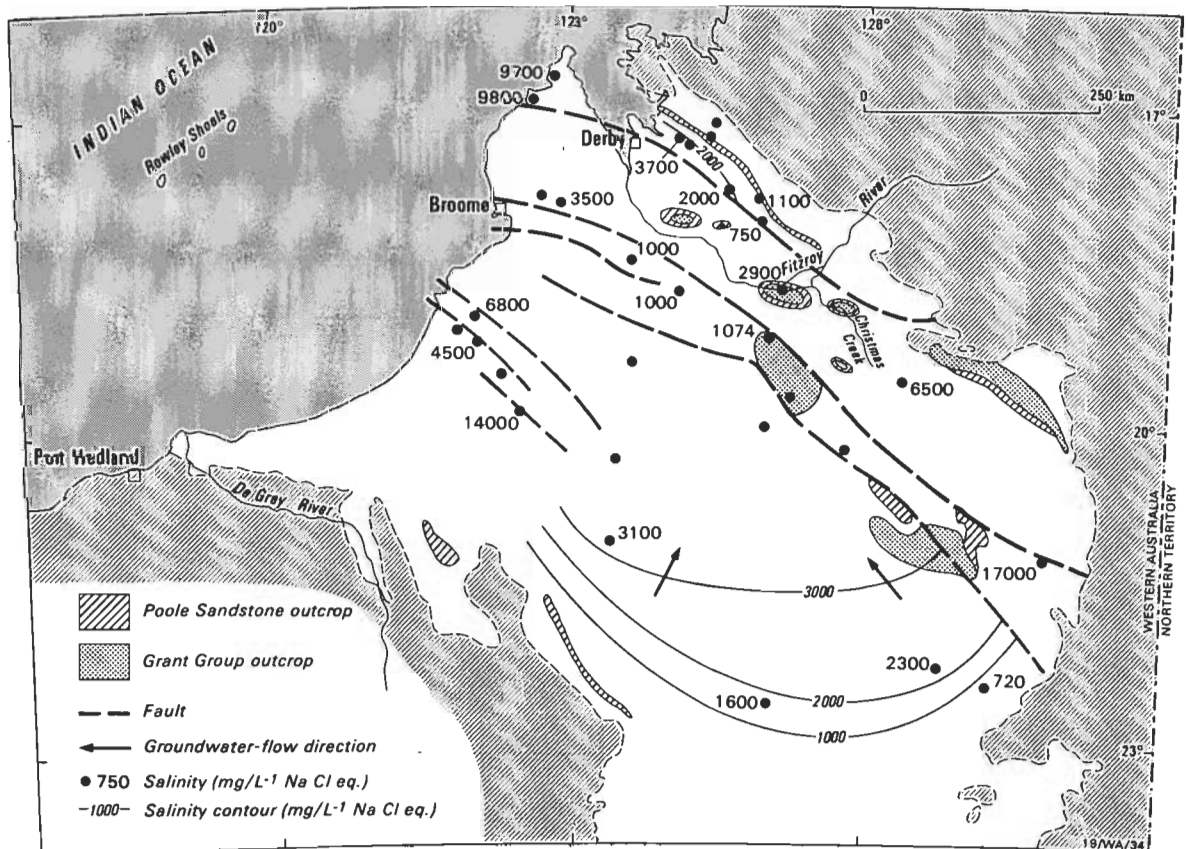 120°
123°
128°
INDIAN OCEAN
Rowley Shoals
9700
9800
0
250 km
17°
Derby
3700
2000
2000
1100
River
3500
Broome
750
1000
Fitzroy
2900
1000
6800
1074
Christmas
Creek
4500
6500
14000
20°
Port Hedland
De Grey River
WESTERN AUSTRALIA
NORTHERN TERRITORY
3100
17000
3000
Poole Sandstone outcrop
Grant Group outcrop
2300
720
1600
2000
Fault
1000
Groundwater-flow direction
23°
750 Salinity (mg/L⁻¹ Na Cl eq.)
1000 Salinity contour (mg/L⁻¹ Na Cl eq.)
19/WA/34